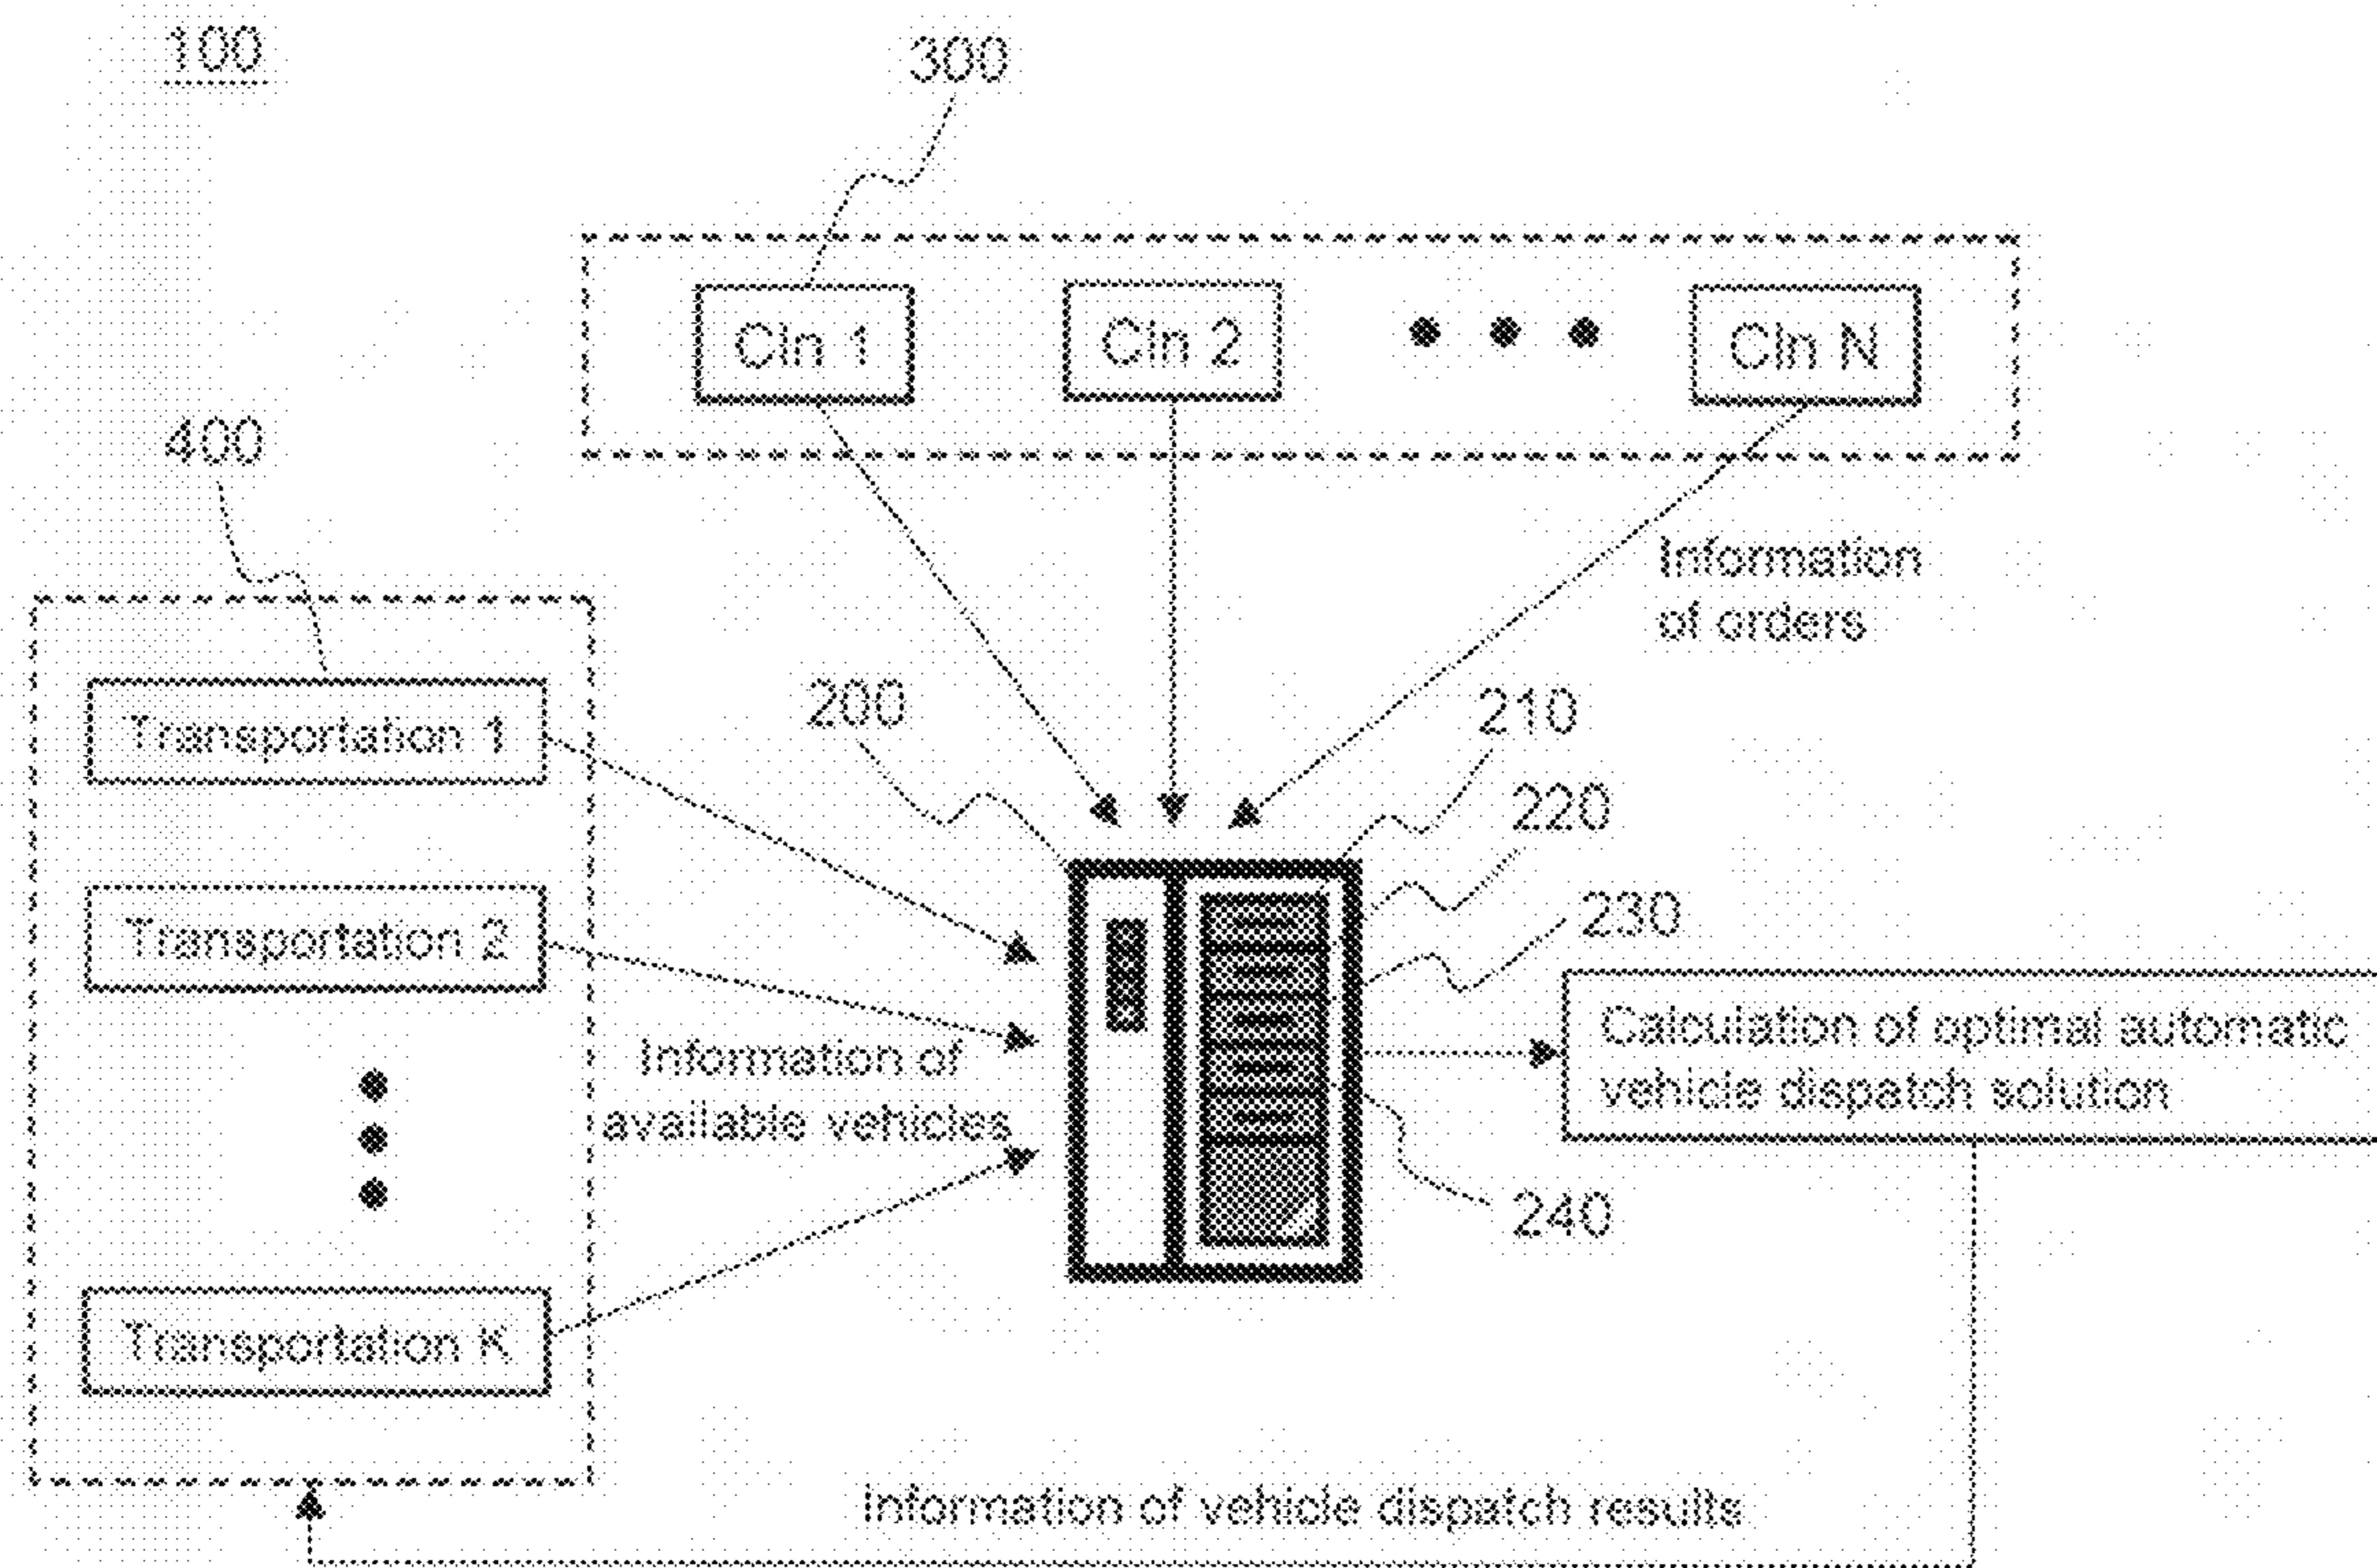 100
300
Cln 1
Cln 2
Cln N
400
Information
of orders
Transportation 1
200
210
220
230
Transportation 2
Calculation of optimal automatic
vehicle dispatch solution
Information of
available vehicles
240
Transportation K
Information of vehicle dispatch results